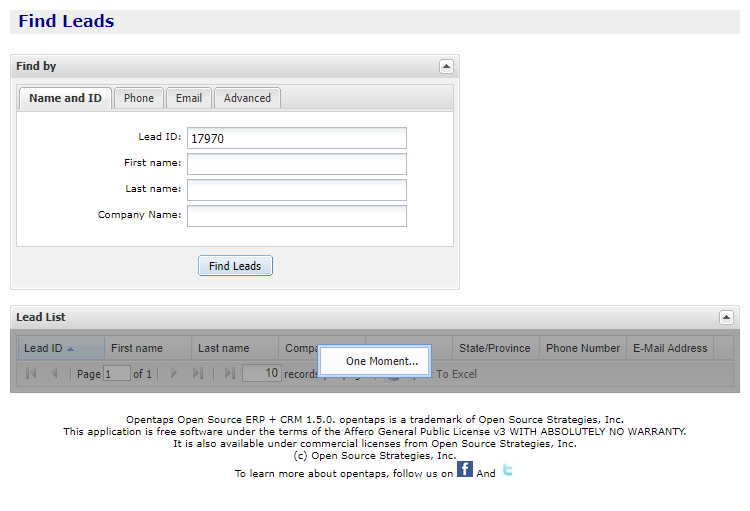 Find Leads
Find by
Name and ID Phone Email Advanced
Lead ID: 17970
First name:
Last name:
Company Name:
Find Leads
Lead List
Lead ID First name Last name Compa State/Province Phone Number E-Mail Address
One Moment...
Page 1 of 1 10 records To Excel
Opentaps Open Source ERP + CRM 1.5.0. opentaps is a trademark of Open Source Strategies, Inc.
This application is free software under the terms of the Affero General Public License v3 WITH ABSOLUTELY NO WARRANTY.
It is also available under commercial licenses from Open Source Strategies, Inc.
(c) Open Source Strategies, Inc.
To learn more about opentaps, follow us on f And t